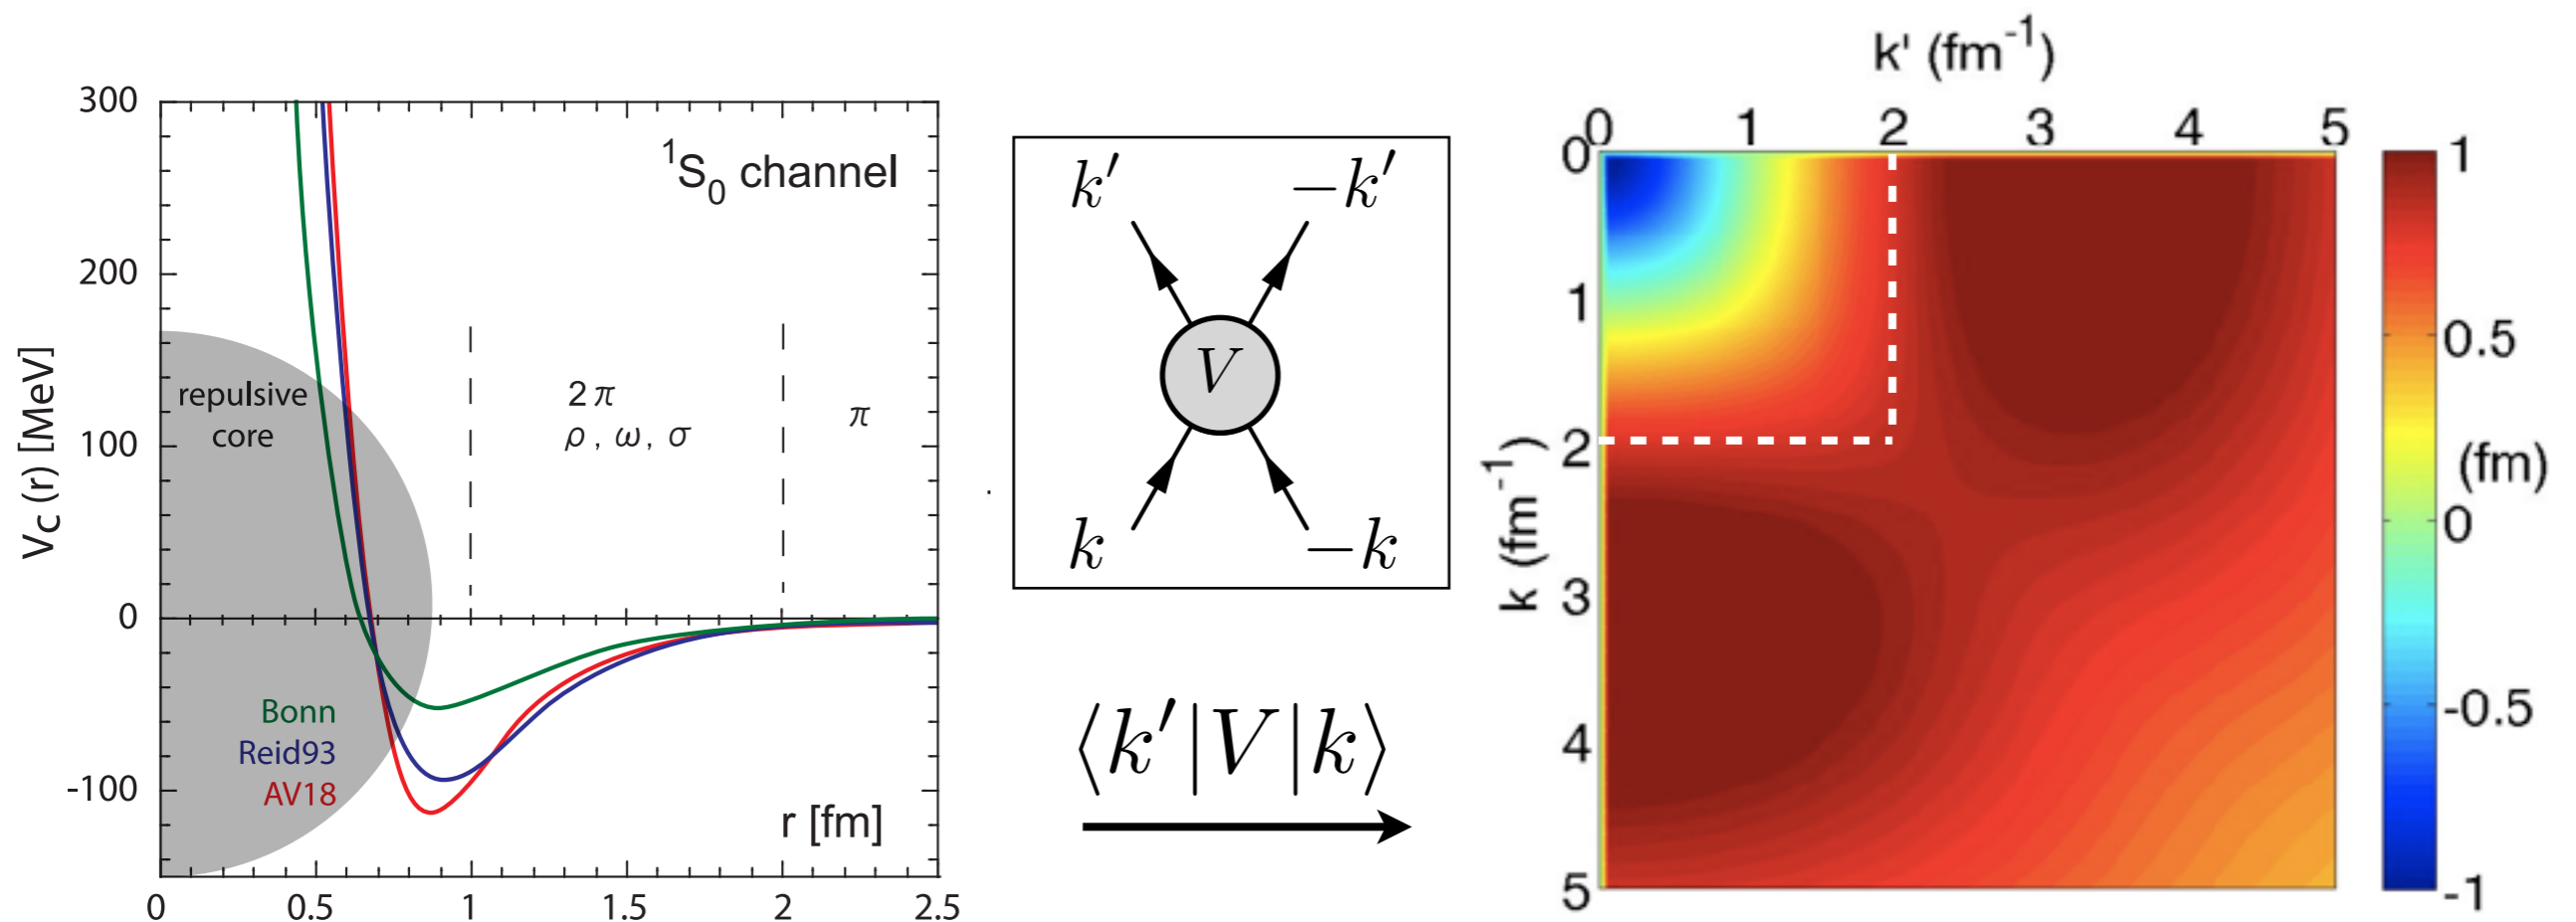 300
200
100
0
-100
Vc (r) [MeV]
¹S₀ channel
repulsive
core
2 π
ρ , ω, σ
π
Bonn
Reid93
AV18
r [fm]
0 0.5 1 1.5 2 2.5
k′ −k′
V
k −k
⟨k′|V|k⟩
k' (fm⁻¹)
0 1 2 3 4 5
k (fm⁻¹)
0
1
2
3
4
5
1
0.5
(fm)
0
-0.5
-1